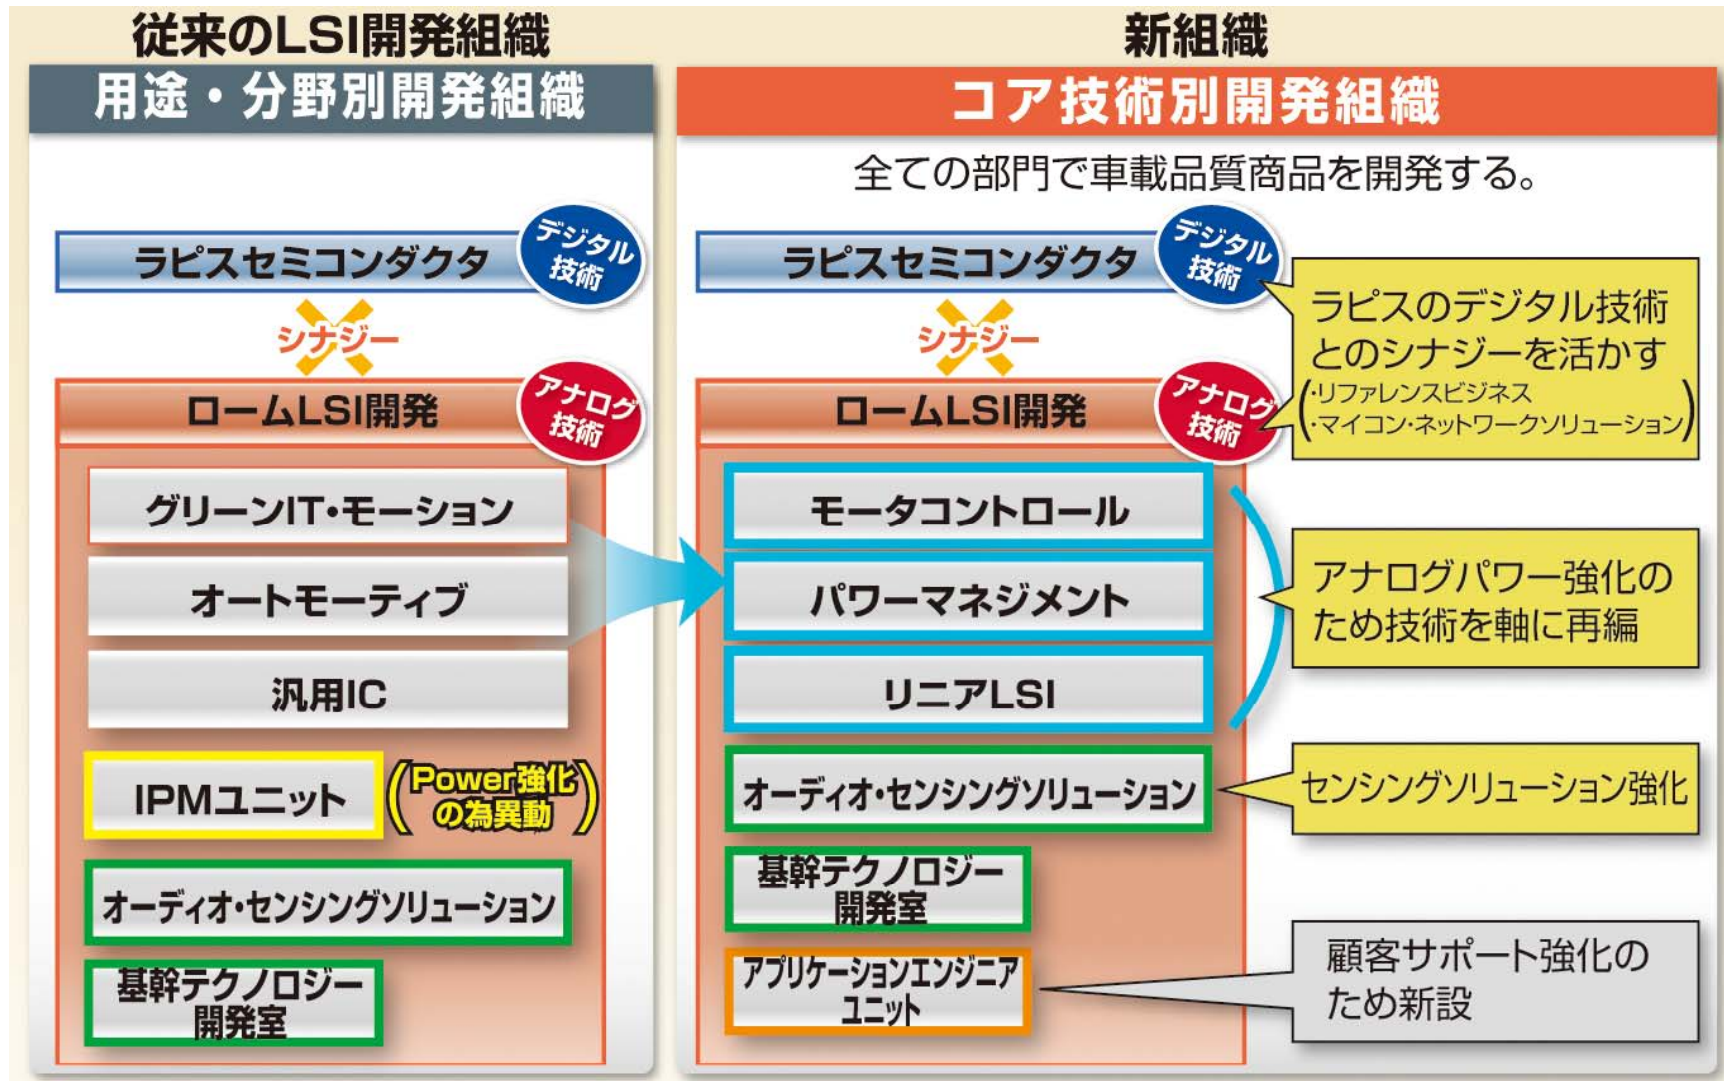 従来のLSI開発組織
用途・分野別開発組織
ラピスセミコンダクタ
デジタル
技術
シナジー
ロームLSI開発
アナログ
技術
グリーンIT・モーション
オートモーティブ
汎用IC
IPMユニット
(Power強化
の為異動)
オーディオ・センシングソリューション
基幹テクノロジー
開発室
新組織
コア技術別開発組織
全ての部門で車載品質商品を開発する。
ラピスセミコンダクタ
デジタル
技術
シナジー
ロームLSI開発
アナログ
技術
ラピスのデジタル技術
とのシナジーを活かす
(・リファレンスビジネス
・マイコン・ネットワークソリューション)
モータコントロール
パワーマネジメント
リニアLSI
アナログパワー強化の
ため技術を軸に再編
オーディオ・センシングソリューション
センシングソリューション強化
基幹テクノロジー
開発室
アプリケーションエンジニア
ユニット
顧客サポート強化の
ため新設